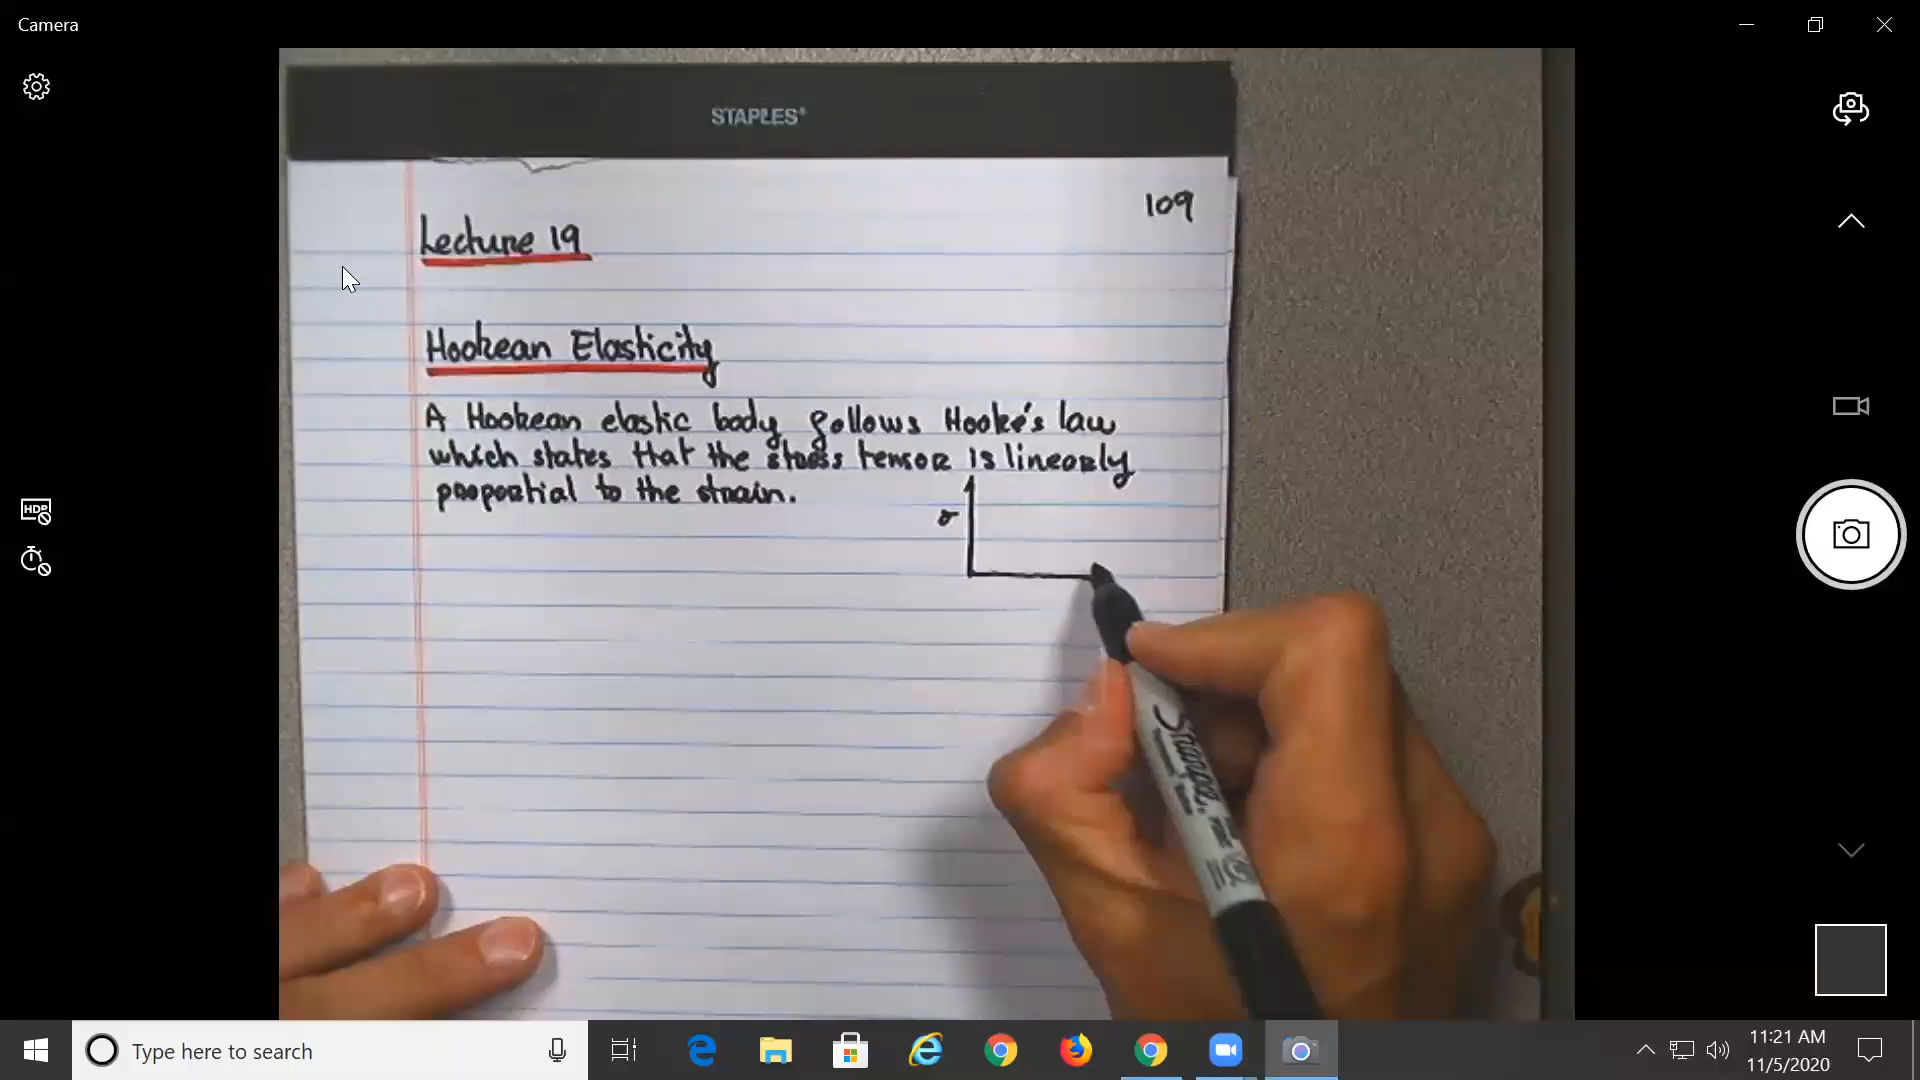 Camera
STAPLES
109
Lecture 19
Hookean Elasticity
A Hookean elastic body follows Hooke's law
which states that the stress tensor is linearly
proportial to the strain.
σ
Sharpie
HDR
Type here to search
11:21 AM
11/5/2020